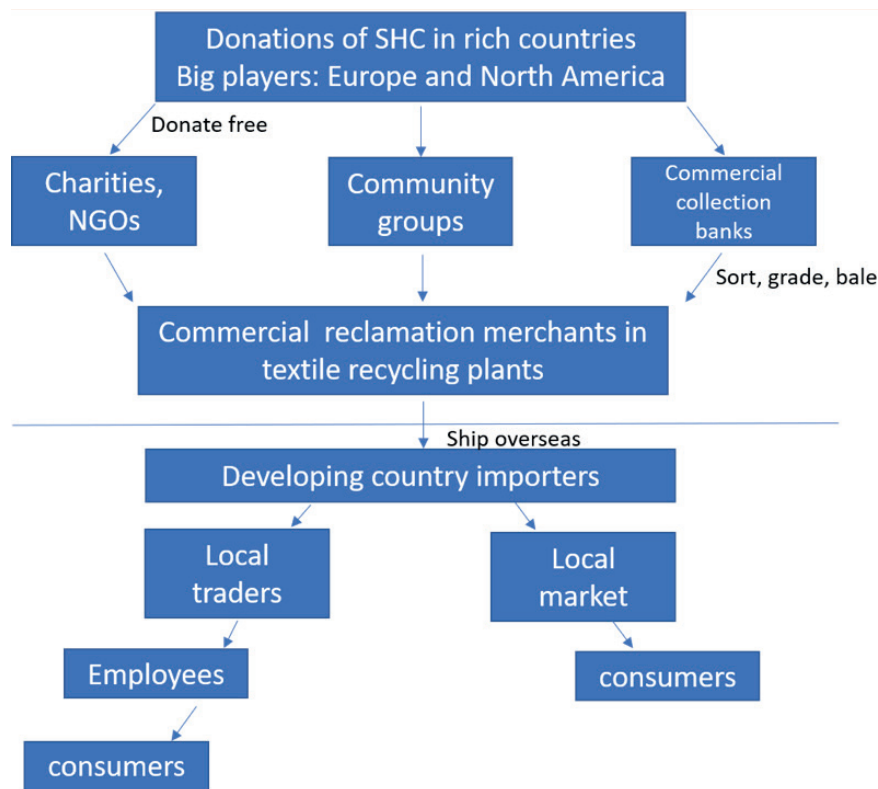 Donations of SHC in rich countries
Big players: Europe and North America
Donate free
Charities,
NGOs
Community
groups
Commercial
collection
banks
Sort, grade, bale
Commercial reclamation merchants in
textile recycling plants
Ship overseas
Developing country importers
Local
traders
Local
market
Employees
consumers
consumers